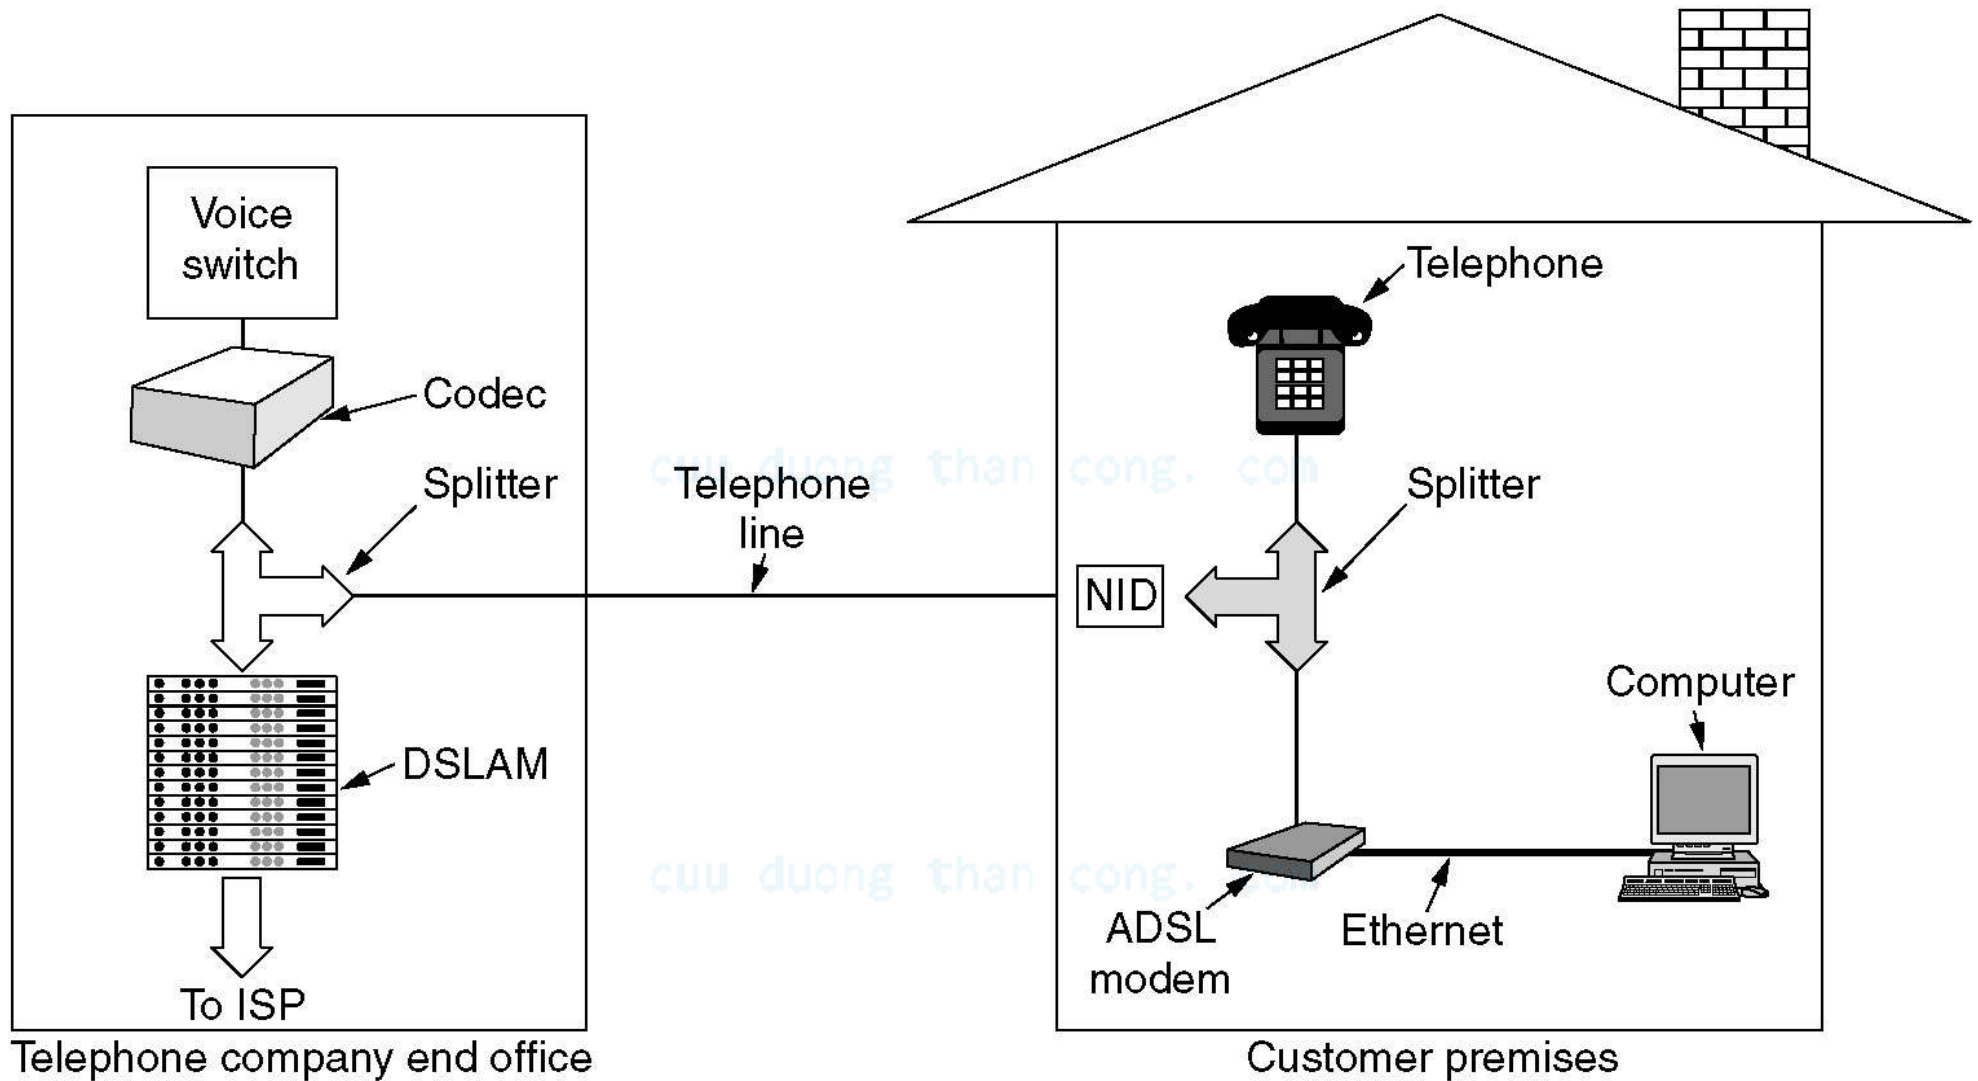 Voice
switch
Codec
Splitter
DSLAM
To ISP
Telephone company end office
Telephone
line
cuu duong than cong. com
cuu duong than cong. com
Telephone
Splitter
NID
Computer
ADSL
modem
Ethernet
Customer premises